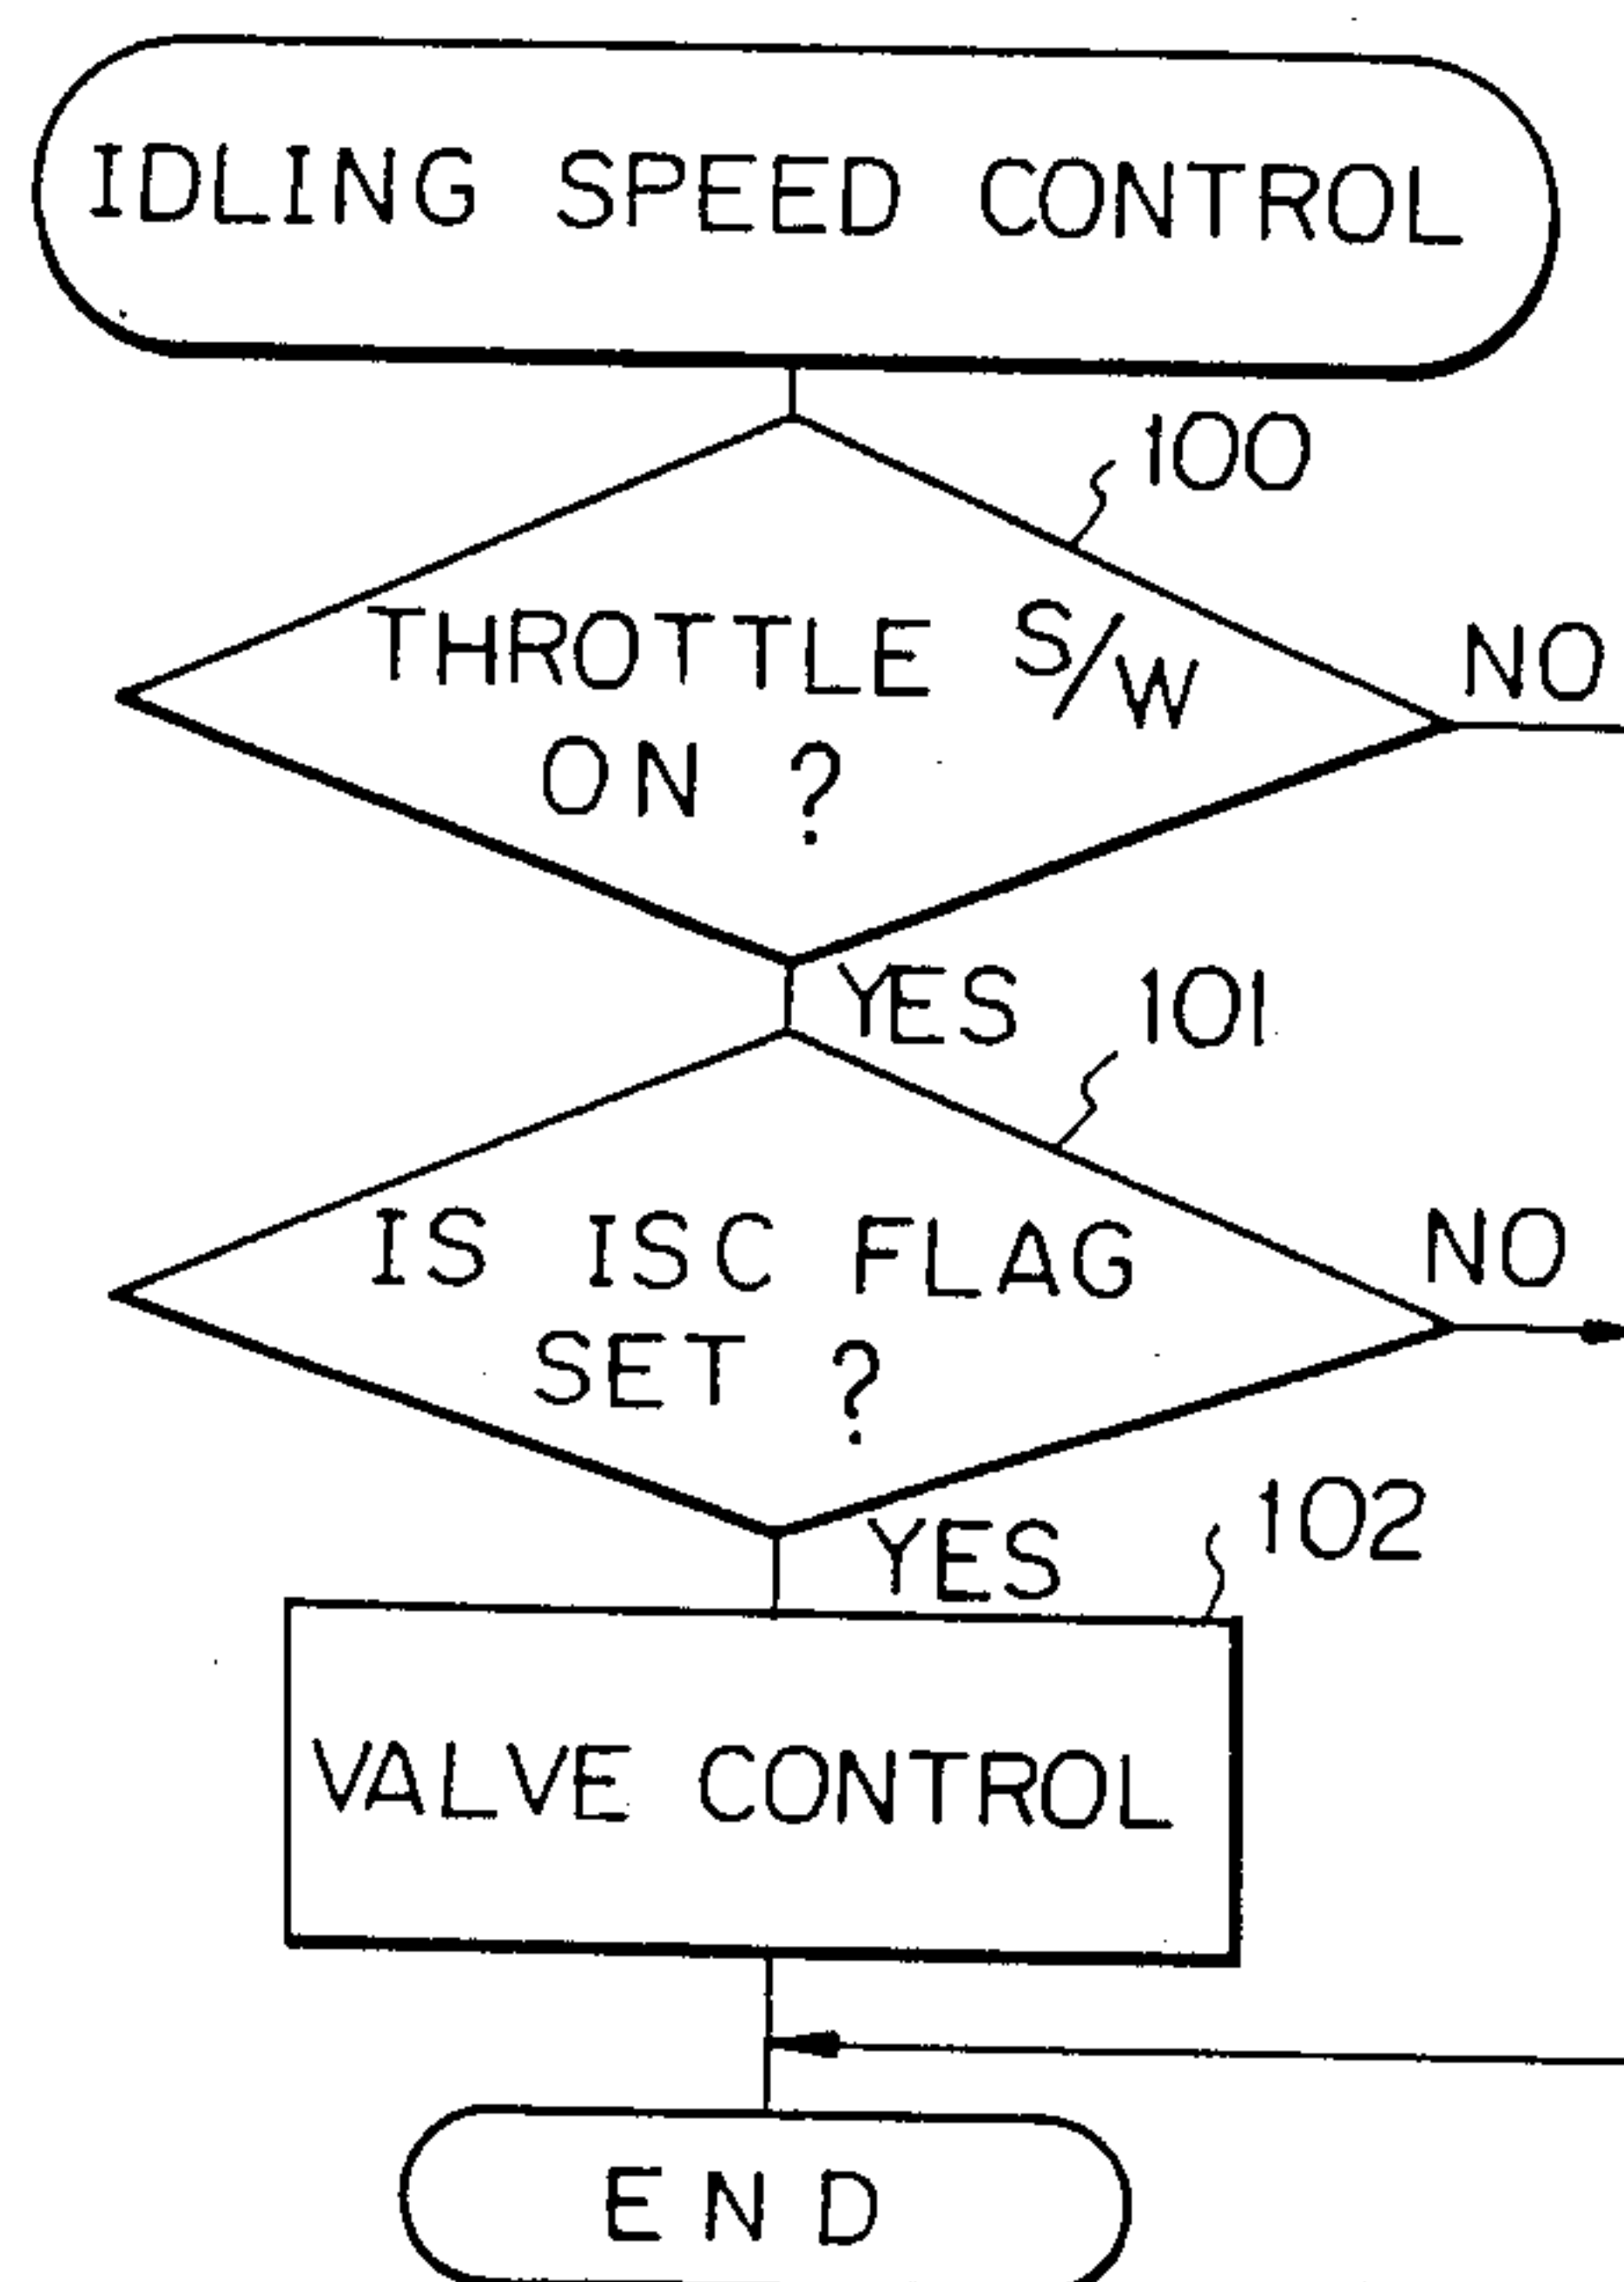 IDLING SPEED CONTROL
100
THROTTLE S/W
ON ?
NO
YES
101
IS ISC FLAG
SET ?
NO
YES
102
VALVE CONTROL
END